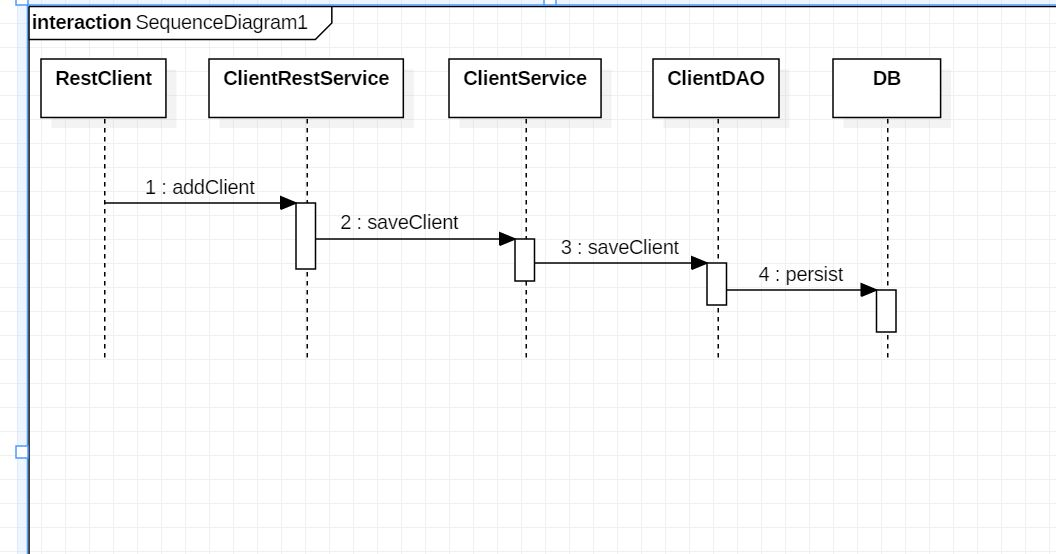 interaction SequenceDiagram1
RestClient
ClientRestService
ClientService
ClientDAO
DB
1 : addClient
2 : saveClient
3 : saveClient
4 : persist